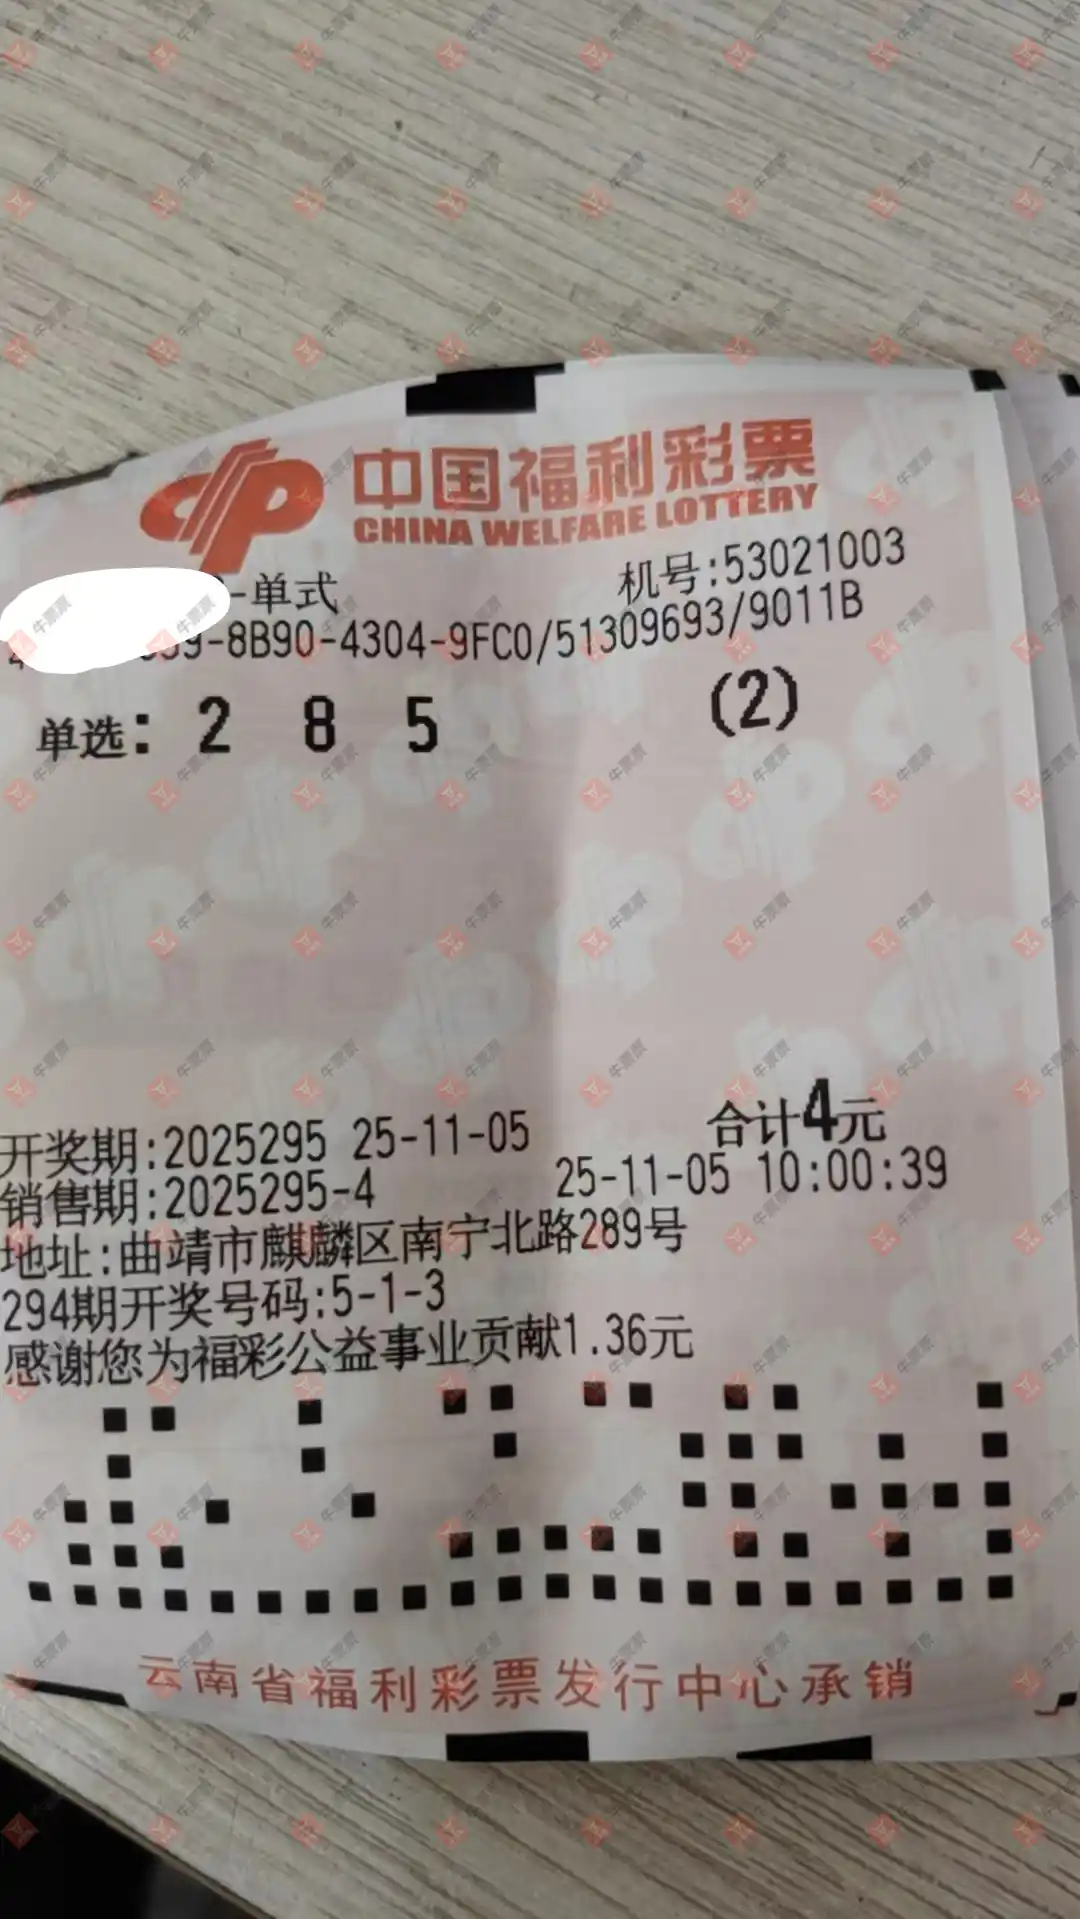 中国福利彩票
CHINA WELFARE LOTTERY
-单式 机号:53021003
9-8B90-4304-9FC0/51309693/9011B
单选: 2 8 5 (2)
合计4元
开奖期:2025295 25-11-05
销售期:2025295-4 25-11-05 10:00:39
地址:曲靖市麒麟区南宁北路289号
294期开奖号码:5-1-3
感谢您为福彩公益事业贡献1.36元
云南省福利彩票发行中心承销
牛票票